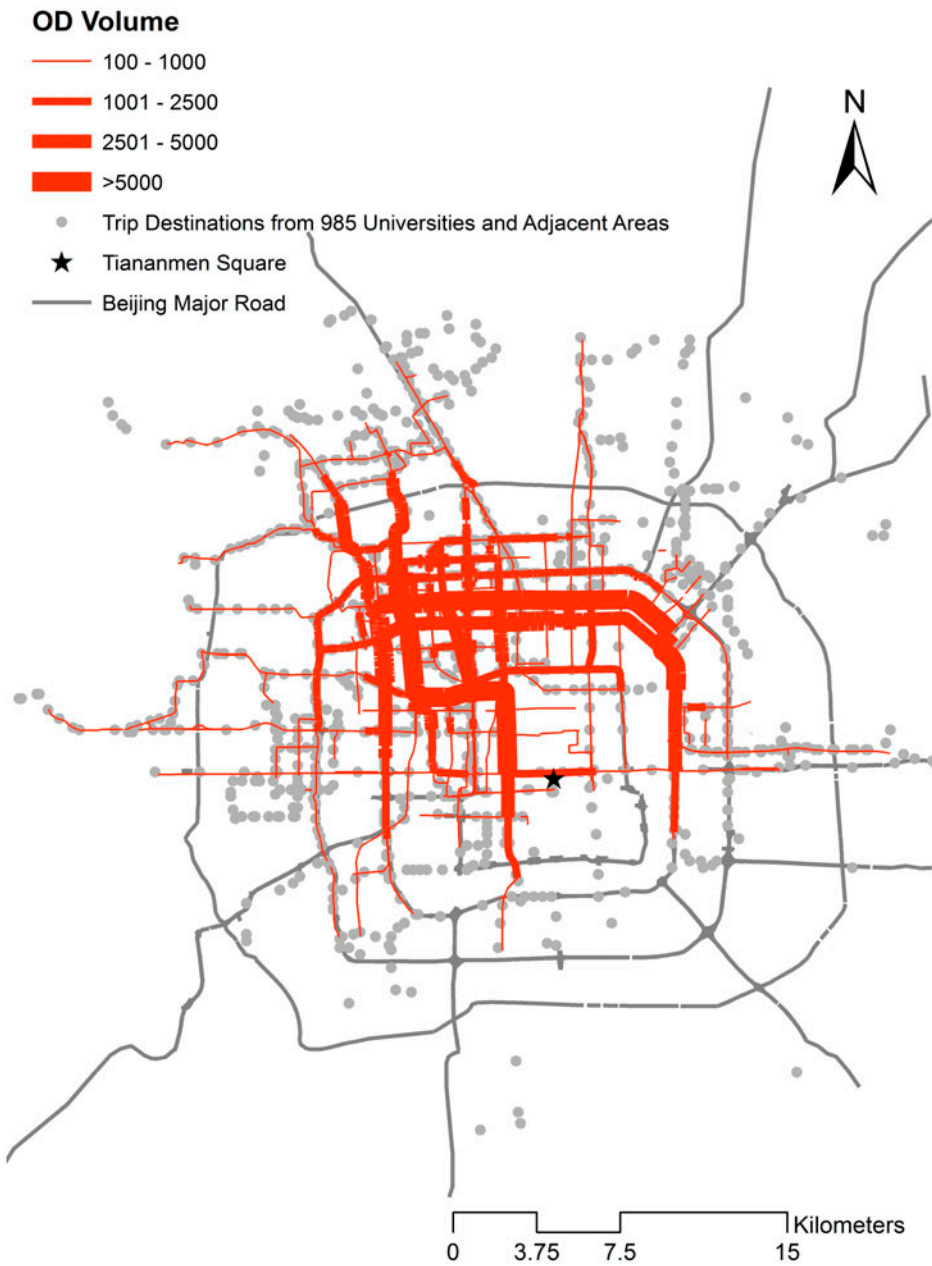 OD Volume
100 - 1000
1001 - 2500
2501 - 5000
>5000
Trip Destinations from 985 Universities and Adjacent Areas
Tiananmen Square
Beijing Major Road
N
Kilometers
0 3.75 7.5 15